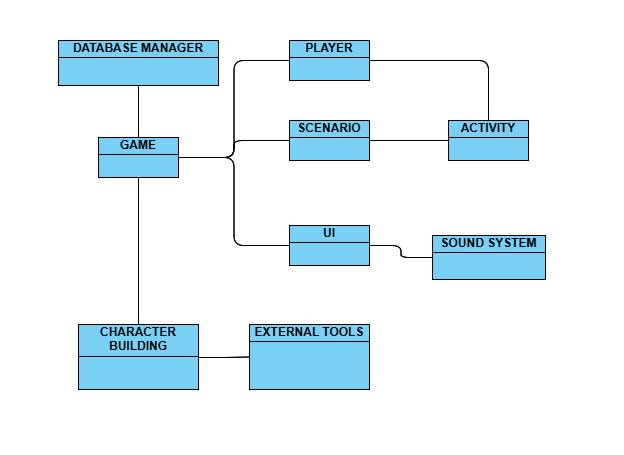 DATABASE MANAGER
PLAYER
GAME
SCENARIO
ACTIVITY
UI
SOUND SYSTEM
CHARACTER
BUILDING
EXTERNAL TOOLS